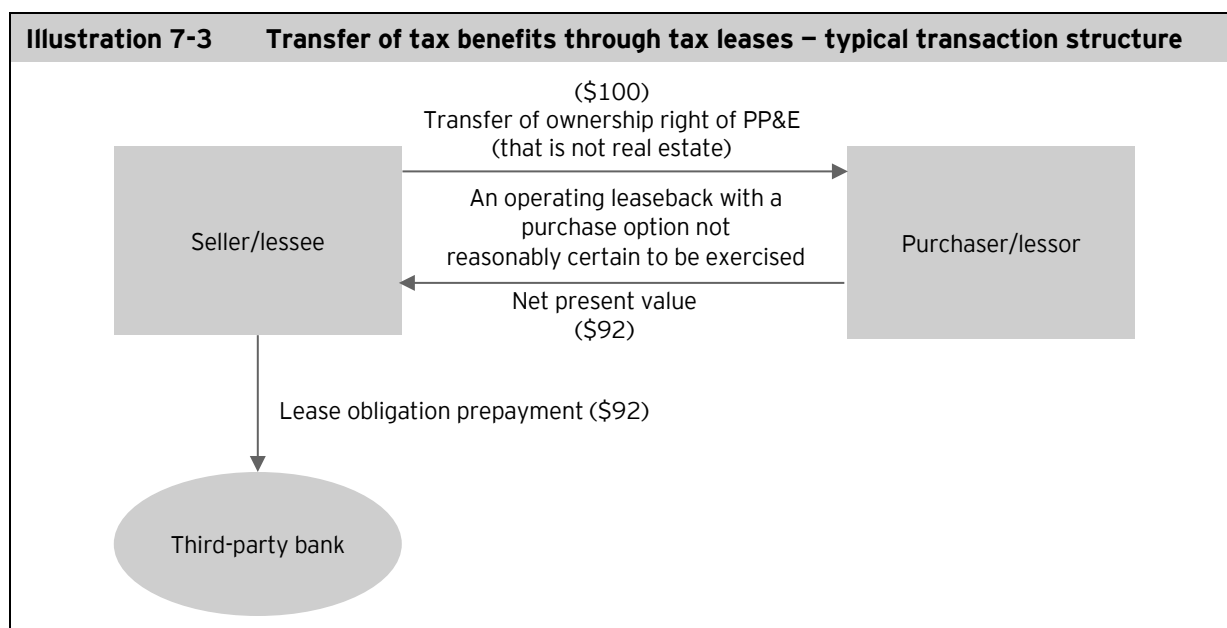 Illustration 7-3 Transfer of tax benefits through tax leases – typical transaction structure
($100)
Transfer of ownership right of PP&E
(that is not real estate)
Seller/lessee
An operating leaseback with a
purchase option not
reasonably certain to be exercised
Purchaser/lessor
Net present value
($92)
Lease obligation prepayment ($92)
Third-party bank